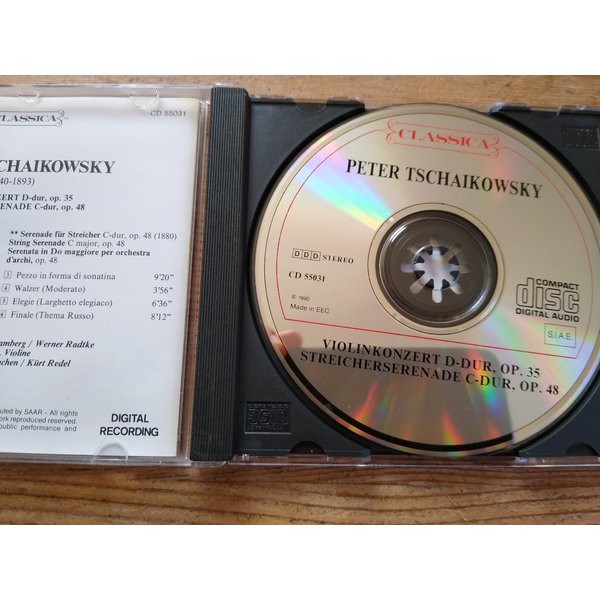 CLASSICA
CD 55031
CHAIKOWSKY
40-1893)
ZERT D-dur, op. 35
RENADE C-dur, op. 48
** Serenade für Streicher C-dur, op. 48 (1880)
String Serenade C major, op. 48
Serenata in Do maggiore per orchestra
d'archi, op. 48
3 Pezzo in forma di sonatina 9'20"
4 Walzer (Moderato) 3'56"
5 Elegie (Larghetto elegiaco) 6'36"
6 Finale (Thema Russo) 8'12"
amberg / Werner Radtke
, Violine
nchen / Kürt Redel
uted by SAAR - All rights
work reproduced reserved.
public performance and
DIGITAL
RECORDING
CLASSICA
PETER TSCHAIKOWSKY
DDD STEREO
CD 55031
© 1990
Made in EEC
COMPACT
disc
DIGITAL AUDIO
S.I.A.E.
VIOLINKONZERT D-DUR, OP. 35
STREICHERSERENADE C-DUR, OP. 48